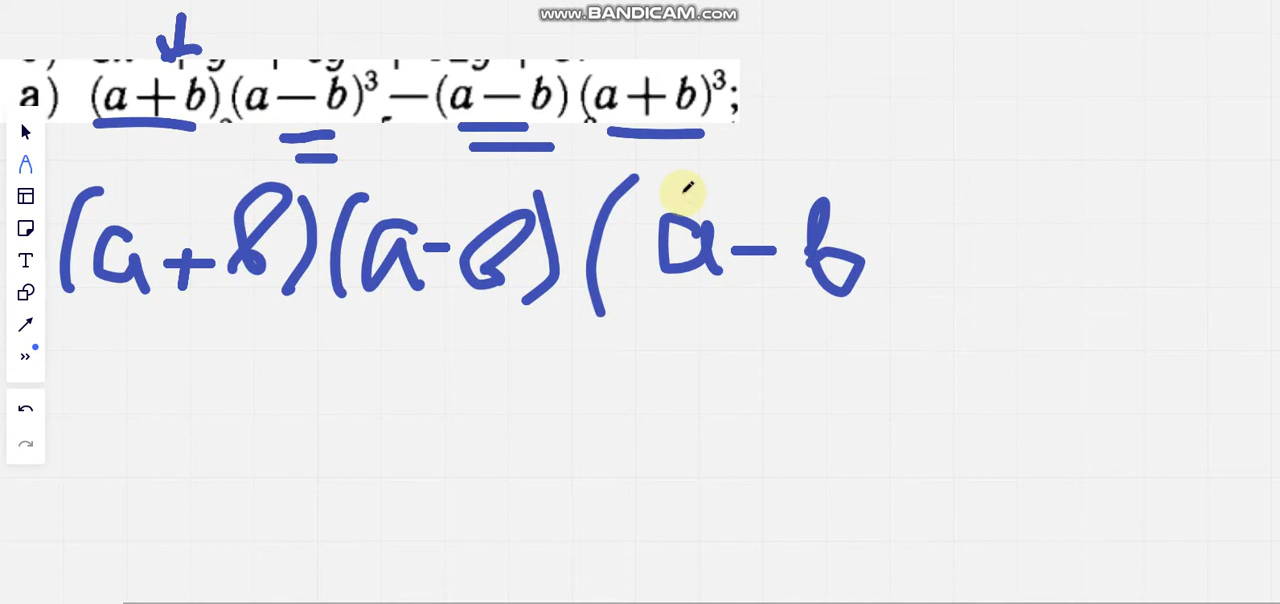 www.BANDICAM.com
a) (a + b)(a − b)³ − (a − b)(a + b)³;
(a+b)(a-b)(a-b
T